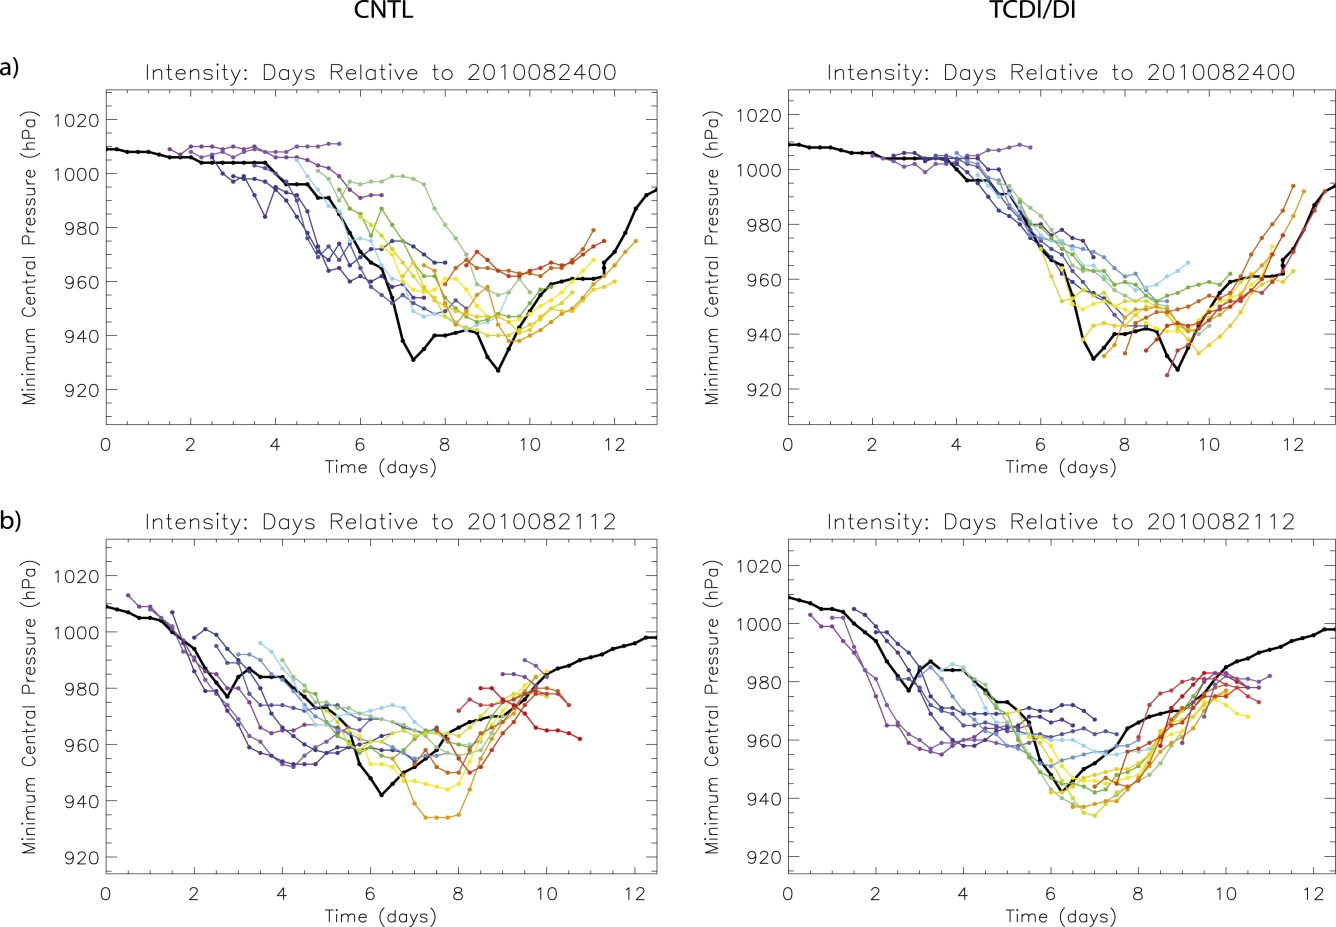 CNTL
TCDI/DI
a)
Intensity: Days Relative to 2010082400
Minimum Central Pressure (hPa)
1020
1000
980
960
940
920
0 2 4 6 8 10 12
Time (days)
Intensity: Days Relative to 2010082400
Minimum Central Pressure (hPa)
1020
1000
980
960
940
920
0 2 4 6 8 10 12
Time (days)
b)
Intensity: Days Relative to 2010082112
Minimum Central Pressure (hPa)
1020
1000
980
960
940
920
0 2 4 6 8 10 12
Time (days)
Intensity: Days Relative to 2010082112
Minimum Central Pressure (hPa)
1020
1000
980
960
940
920
0 2 4 6 8 10 12
Time (days)